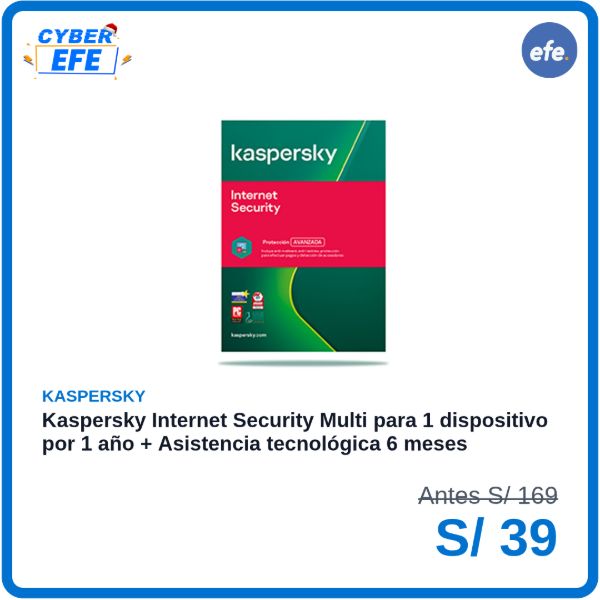 CYBER
EFE
efe.
kaspersky
Internet
Security
Protección AVANZADA
kaspersky.com
KASPERSKY
Kaspersky Internet Security Multi para 1 dispositivo
por 1 año + Asistencia tecnológica 6 meses
Antes S/ 169
S/ 39